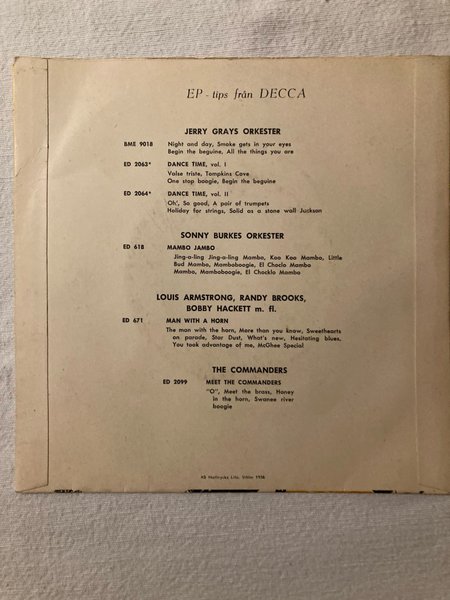 EP - tips från DECCA
JERRY GRAYS ORKESTER
BME 9018 Night and day, Smoke gets in your eyes
Begin the beguine, All the things you are
ED 2063* DANCE TIME, vol. I
Valse triste, Tompkins Cove
One stop boogie, Begin the beguine
ED 2064* DANCE TIME, vol. II
Oh', So good, A pair of trumpets
Holiday for strings, Solid as a stone wall Juckson
SONNY BURKES ORKESTER
ED 618 MAMBO JAMBO
Jing-a-ling Jing-a-ling Mambo, Koo Koo Mambo, Little
Bud Mambo, Mamboboogie, El Choclo Mambo
Mambo, Mamboboogie, El Chocklo Mambo
LOUIS ARMSTRONG, RANDY BROOKS,
BOBBY HACKETT m. fl.
ED 671 MAN WITH A HORN
The man with the horn, More than you know, Sweethearts
on parade, Star Dust, What's new, Hesitating blues,
You took advantage of me, McGhee Special
THE COMMANDERS
ED 2099 MEET THE COMMANDERS
"O", Meet the brass, Honey
in the horn, Swanee river
boogie
AB Lito,